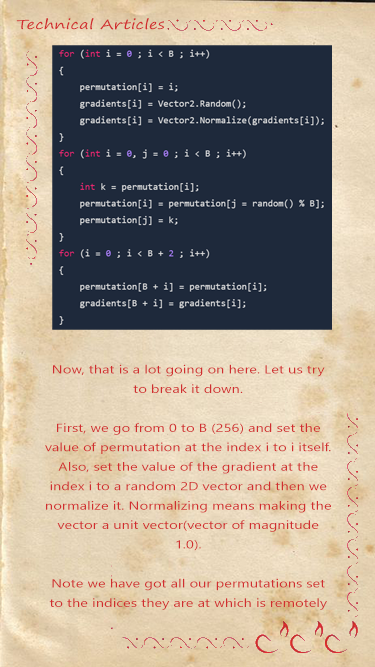 Technical Articles
for (int i = 0 ; i < B ; i++)
{
permutation[i] = i;
gradients[i] = Vector2.Random();
gradients[i] = Vector2.Normalize(gradients[i]);
}
for (int i = 0, j = 0 ; i < B ; i++)
{
int k = permutation[i];
permutation[i] = permutation[j = random() % B];
permutation[j] = k;
}
for (i = 0 ; i < B + 2 ; i++)
{
permutation[B + i] = permutation[i];
gradients[B + i] = gradients[i];
}
Now, that is a lot going on here. Let us try
to break it down.
First, we go from 0 to B (256) and set the
value of permutation at the index i to i itself.
Also, set the value of the gradient at the
index i to a random 2D vector and then we
normalize it. Normalizing means making the
vector a unit vector(vector of magnitude
1.0).
Note we have got all our permutations set
to the indices they are at which is remotely